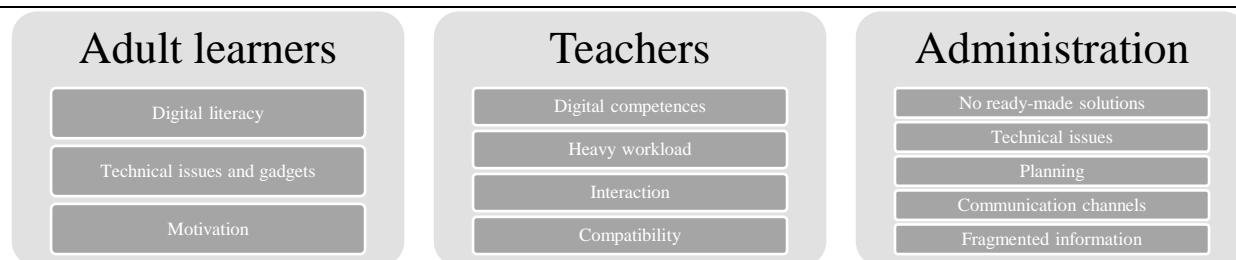 Adult learners
Digital literacy
Technical issues and gadgets
Motivation
Teachers
Digital competences
Heavy workload
Interaction
Compatibility
Administration
No ready-made solutions
Technical issues
Planning
Communication channels
Fragmented information